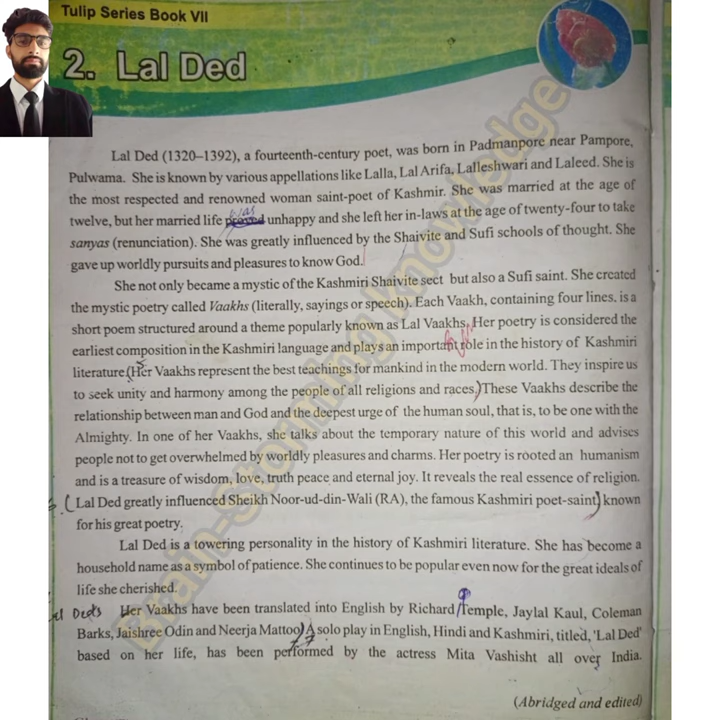 Tulip Series Book VII
2. Lal Ded
Lal Ded (1320–1392), a fourteenth-century poet, was born in Padmanpore near Pampore,
Pulwama. She is known by various appellations like Lalla, Lal Arifa, Lalleshwari and Laleed. She is
the most respected and renowned woman saint-poet of Kashmir. She was married at the age of
was
twelve, but her married life proved unhappy and she left her in-laws at the age of twenty-four to take
sanyas (renunciation). She was greatly influenced by the Shaivite and Sufi schools of thought. She
gave up worldly pursuits and pleasures to know God.
She not only became a mystic of the Kashmiri Shaivite sect but also a Sufi saint. She created
the mystic poetry called Vaakhs (literally, sayings or speech). Each Vaakh, containing four lines. is a
short poem structured around a theme popularly known as Lal Vaakhs. Her poetry is considered the
earliest composition in the Kashmiri language and plays an important role in the history of Kashmiri
literature. (Her Vaakhs represent the best teachings for mankind in the modern world. They inspire us
to seek unity and harmony among the people of all religions and races.) These Vaakhs describe the
relationship between man and God and the deepest urge of the human soul, that is, to be one with the
Almighty. In one of her Vaakhs, she talks about the temporary nature of this world and advises
people not to get overwhelmed by worldly pleasures and charms. Her poetry is rooted an humanism
and is a treasure of wisdom, love, truth peace and eternal joy. It reveals the real essence of religion.
(Lal Ded greatly influenced Sheikh Noor-ud-din-Wali (RA), the famous Kashmiri poet-saint) known
for his great poetry.
Lal Ded is a towering personality in the history of Kashmiri literature. She has become a
household name as a symbol of patience. She continues to be popular even now for the great ideals of
life she cherished.
Her Vaakhs have been translated into English by Richard Temple, Jaylal Kaul, Coleman
Barks, Jaishree Odin and Neerja Mattoo. A solo play in English, Hindi and Kashmiri, titled, 'Lal Ded'
based on her life, has been performed by the actress Mita Vashisht all over India.
(Abridged and edited)
Brain-Storming Knowledge